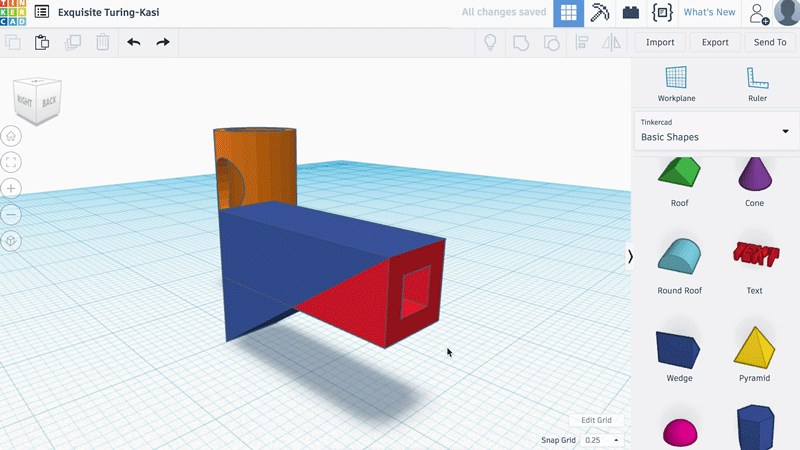 TIN
KER
CAD
Exquisite Turing-Kasi
All changes saved
What's New
Import
Export
Send To
RIGHT
BACK
Workplane
Ruler
Tinkercad
Basic Shapes
Roof
Cone
TEXT
Round Roof
Text
Wedge
Pyramid
Edit Grid
Snap Grid
0.25